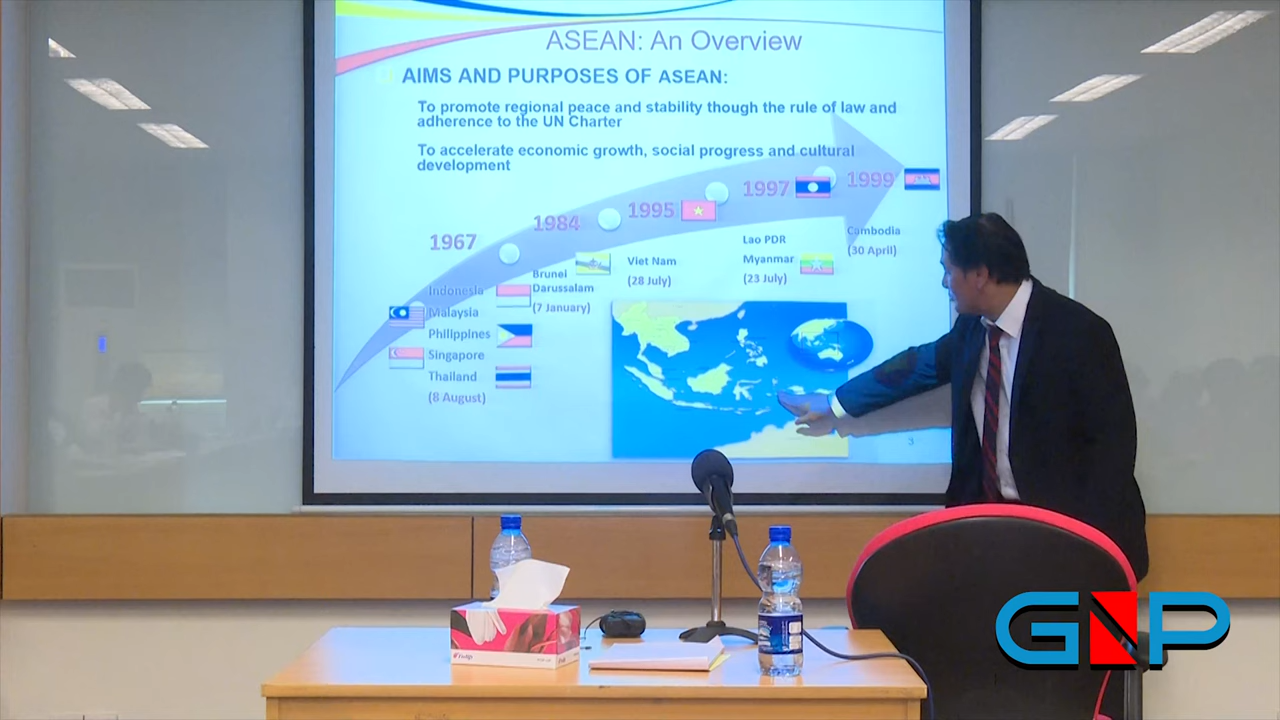 ASEAN: An Overview
AIMS AND PURPOSES OF ASEAN:
To promote regional peace and stability though the rule of law and
adherence to the UN Charter
To accelerate economic growth, social progress and cultural
development
1967
1984
1995
1997
1999
Indonesia
Malaysia
Philippines
Singapore
Thailand
(8 August)
Brunei
Darussalam
(7 January)
Viet Nam
(28 July)
Lao PDR
Myanmar
(23 July)
Cambodia
(30 April)
3
GNP